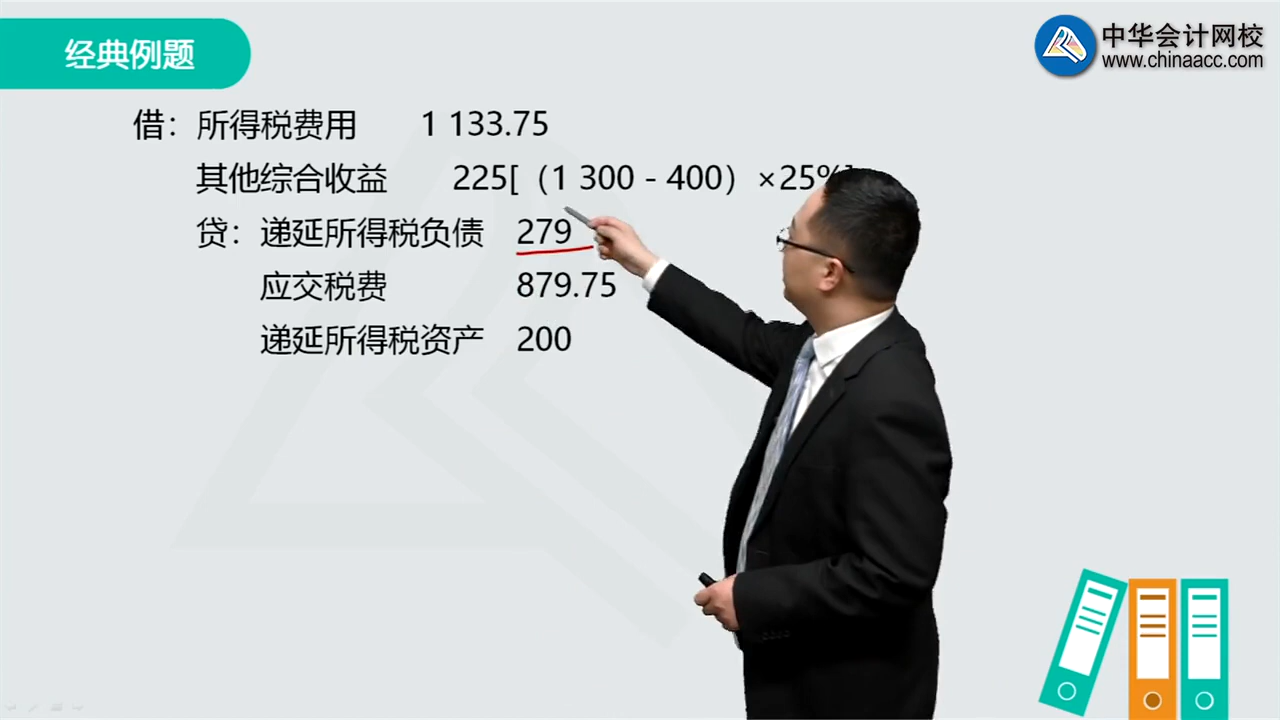 经典例题
中华会计网校
www.chinaacc.com
借：所得税费用 1 133.75
其他综合收益 225[（1 300 - 400）×25%]
贷：递延所得税负债 279
应交税费 879.75
递延所得税资产 200